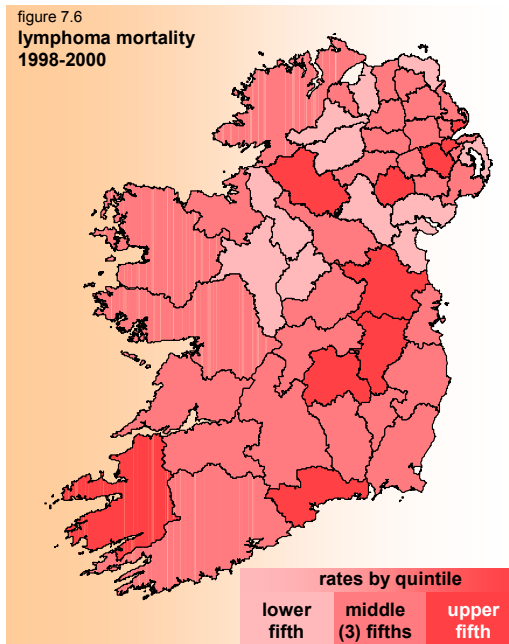 figure 7.6
lymphoma mortality
1998-2000
rates by quintile
lower middle upper
fifth (3) fifths fifth